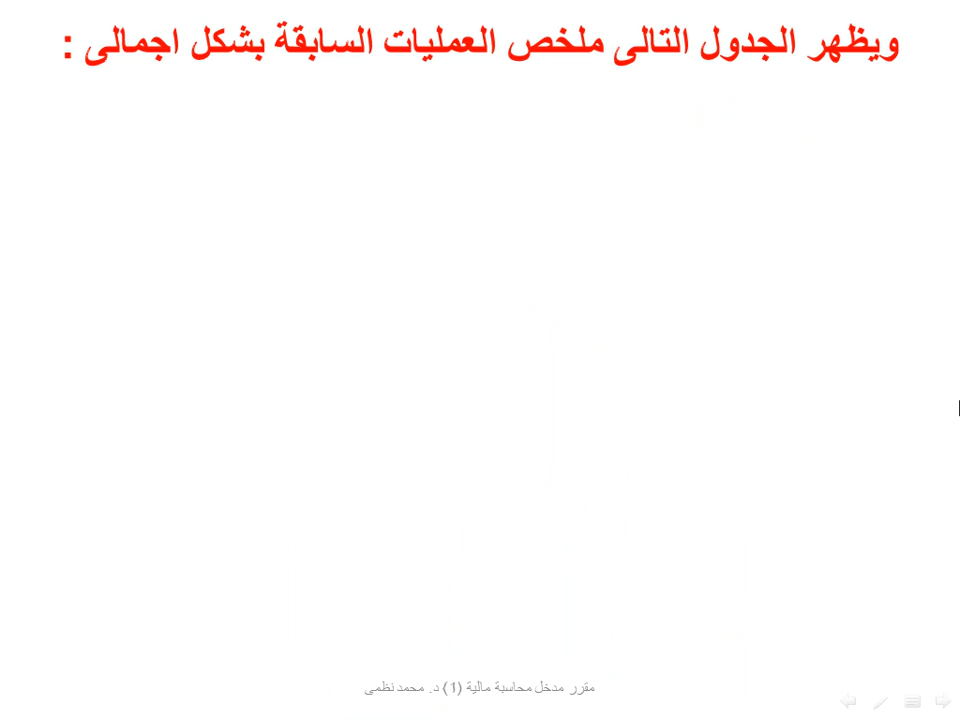 ويظهر الجدول التالى ملخص العمليات السابقة بشكل اجمالى :
مقرر مدخل محاسبة مالية (1) د. محمد نظمى